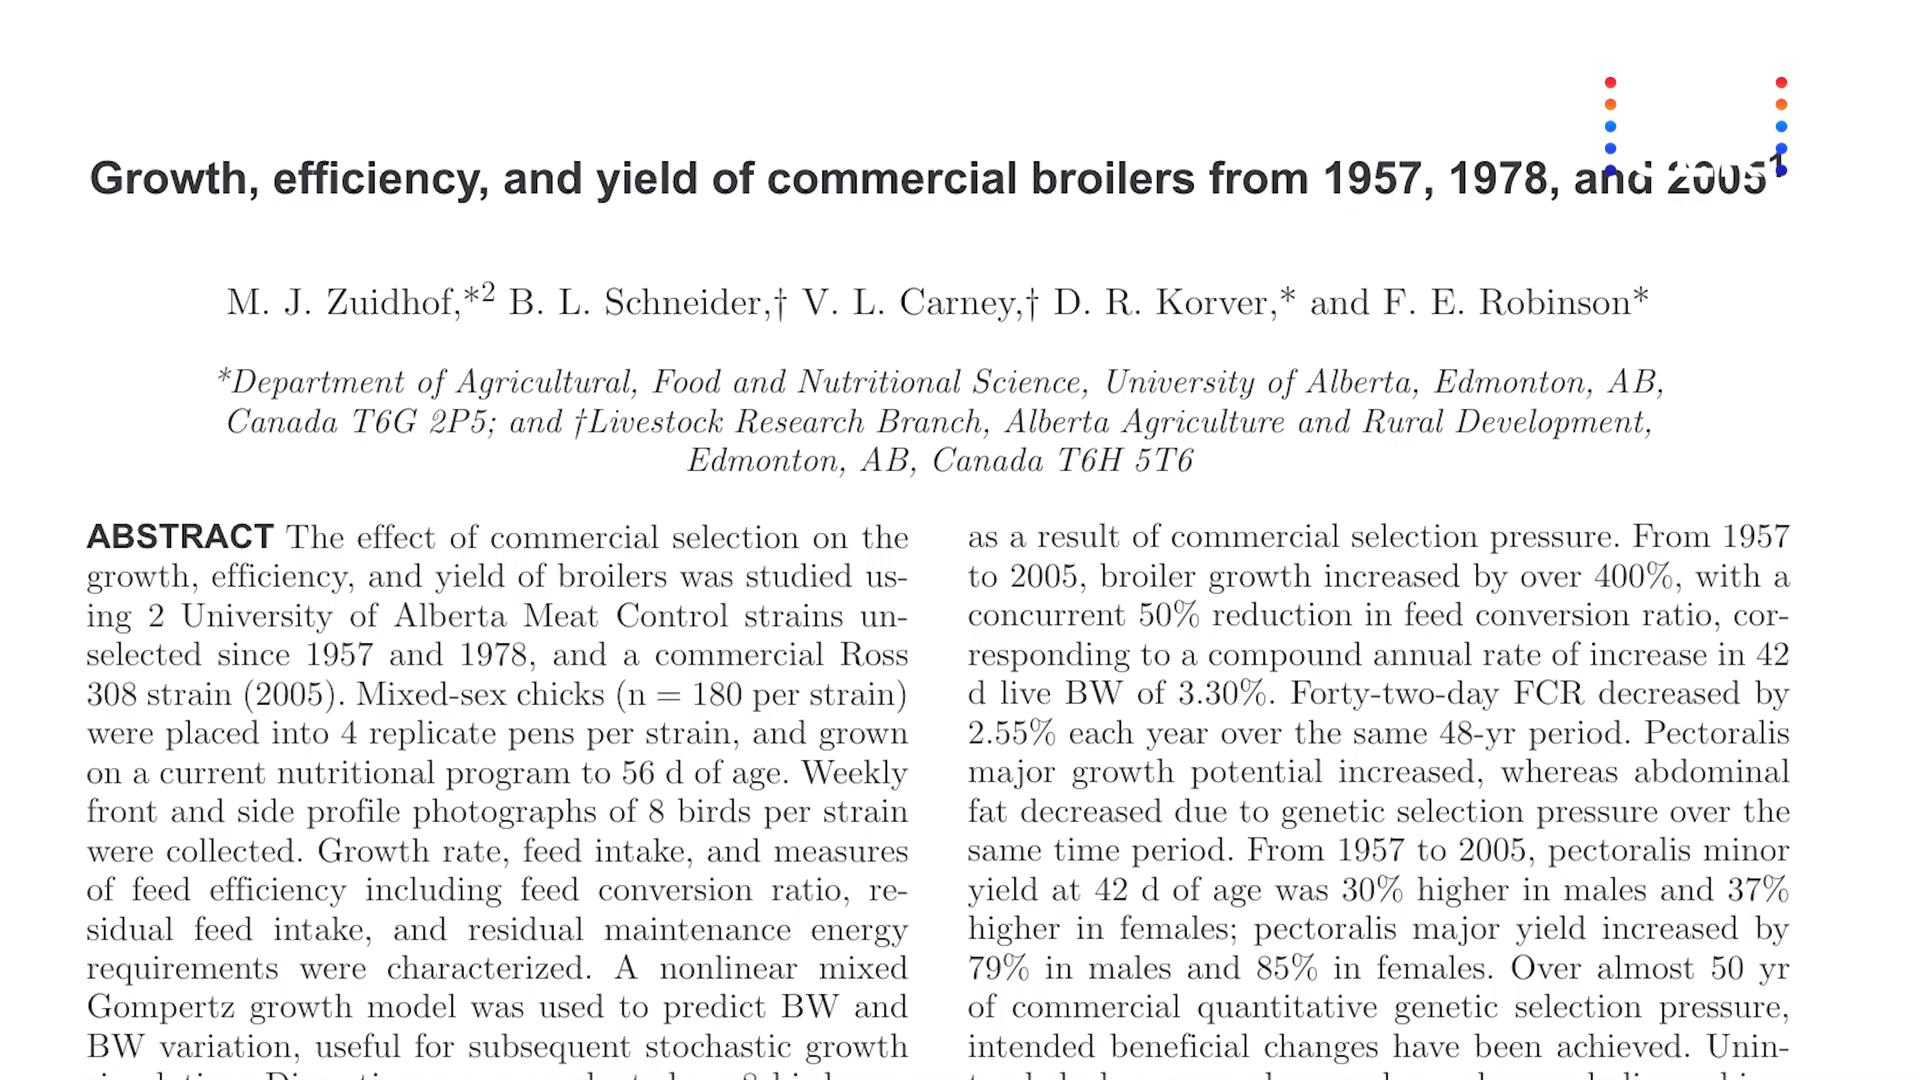 Growth, efficiency, and yield of commercial broilers from 1957, 1978, and 2005¹
M. J. Zuidhof,*² B. L. Schneider,† V. L. Carney,† D. R. Korver,* and F. E. Robinson*
*Department of Agricultural, Food and Nutritional Science, University of Alberta, Edmonton, AB,
Canada T6G 2P5; and †Livestock Research Branch, Alberta Agriculture and Rural Development,
Edmonton, AB, Canada T6H 5T6
ABSTRACT The effect of commercial selection on the
growth, efficiency, and yield of broilers was studied us-
ing 2 University of Alberta Meat Control strains un-
selected since 1957 and 1978, and a commercial Ross
308 strain (2005). Mixed-sex chicks (n = 180 per strain)
were placed into 4 replicate pens per strain, and grown
on a current nutritional program to 56 d of age. Weekly
front and side profile photographs of 8 birds per strain
were collected. Growth rate, feed intake, and measures
of feed efficiency including feed conversion ratio, re-
sidual feed intake, and residual maintenance energy
requirements were characterized. A nonlinear mixed
Gompertz growth model was used to predict BW and
BW variation, useful for subsequent stochastic growth
as a result of commercial selection pressure. From 1957
to 2005, broiler growth increased by over 400%, with a
concurrent 50% reduction in feed conversion ratio, cor-
responding to a compound annual rate of increase in 42
d live BW of 3.30%. Forty-two-day FCR decreased by
2.55% each year over the same 48-yr period. Pectoralis
major growth potential increased, whereas abdominal
fat decreased due to genetic selection pressure over the
same time period. From 1957 to 2005, pectoralis minor
yield at 42 d of age was 30% higher in males and 37%
higher in females; pectoralis major yield increased by
79% in males and 85% in females. Over almost 50 yr
of commercial quantitative genetic selection pressure,
intended beneficial changes have been achieved. Unin-